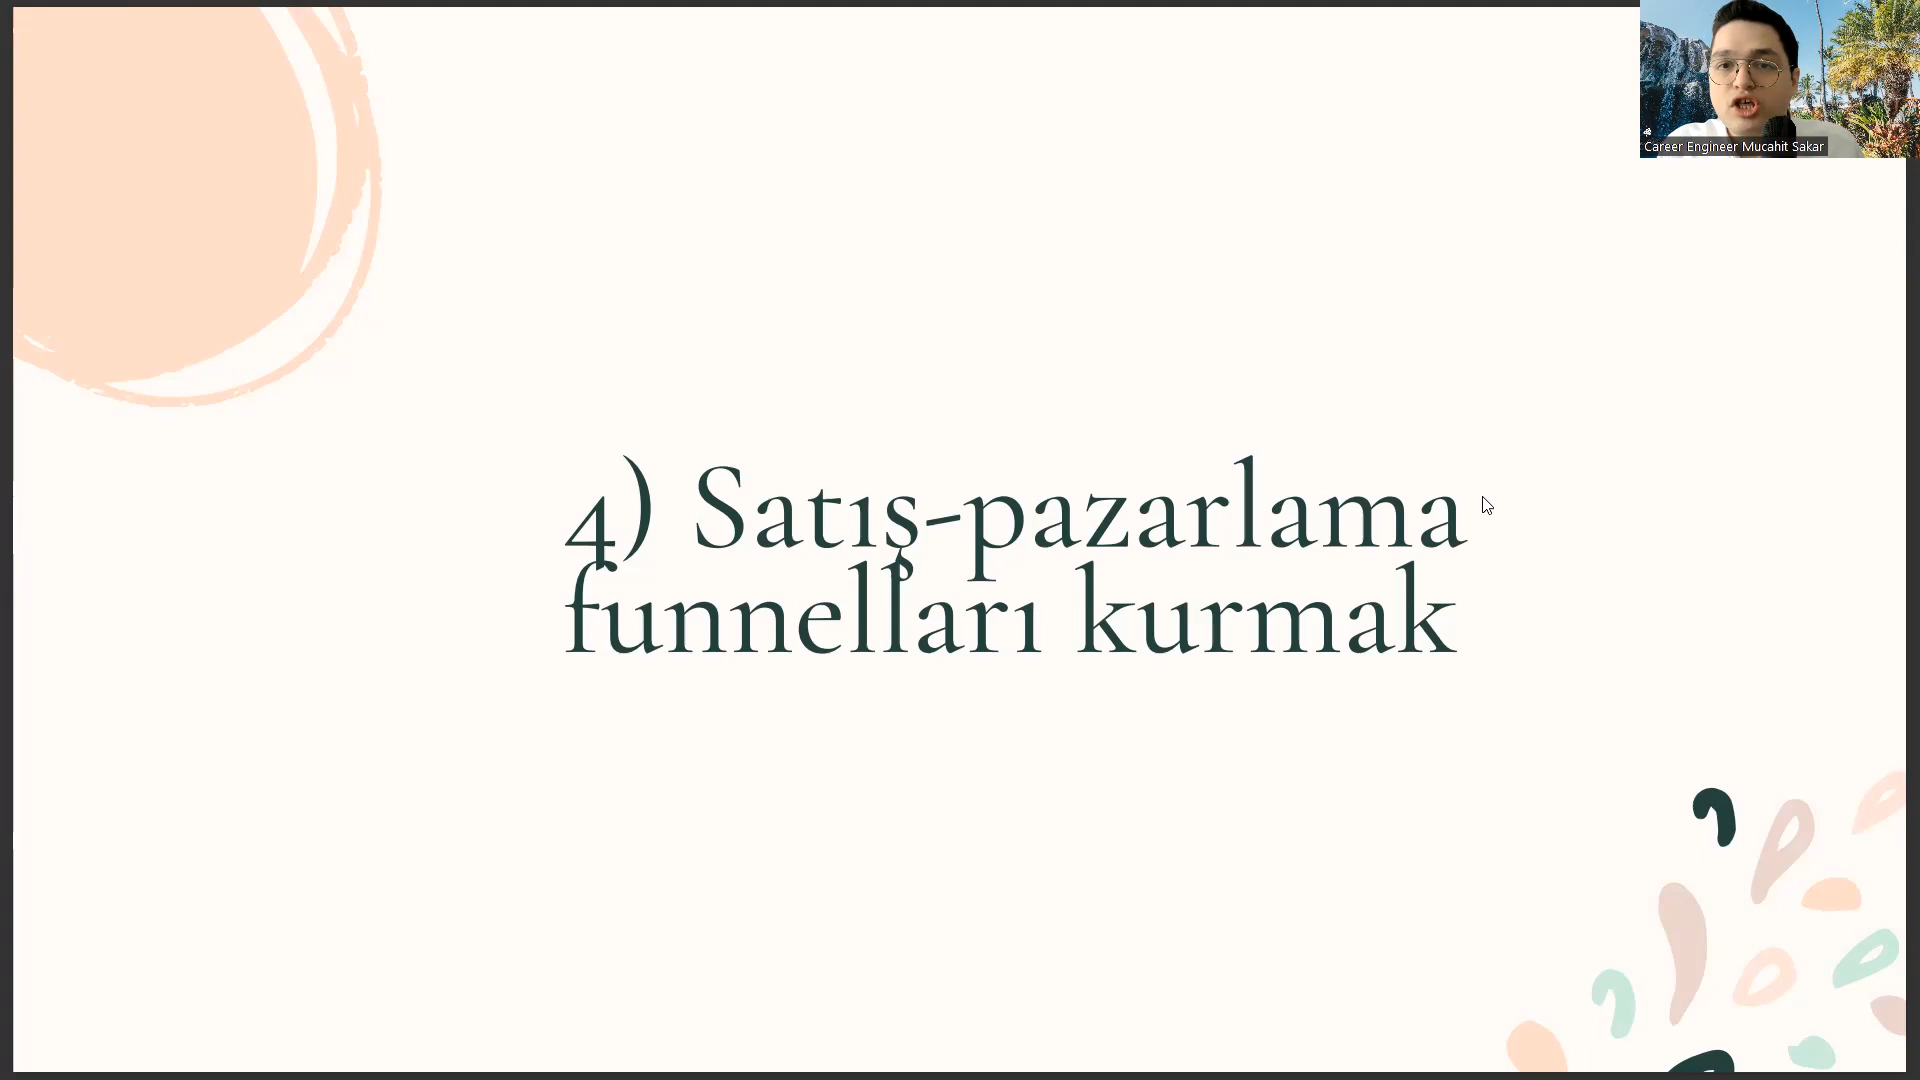 Career Engineer Mucahit Sakar
4) Satış-pazarlama
funnelları kurmak